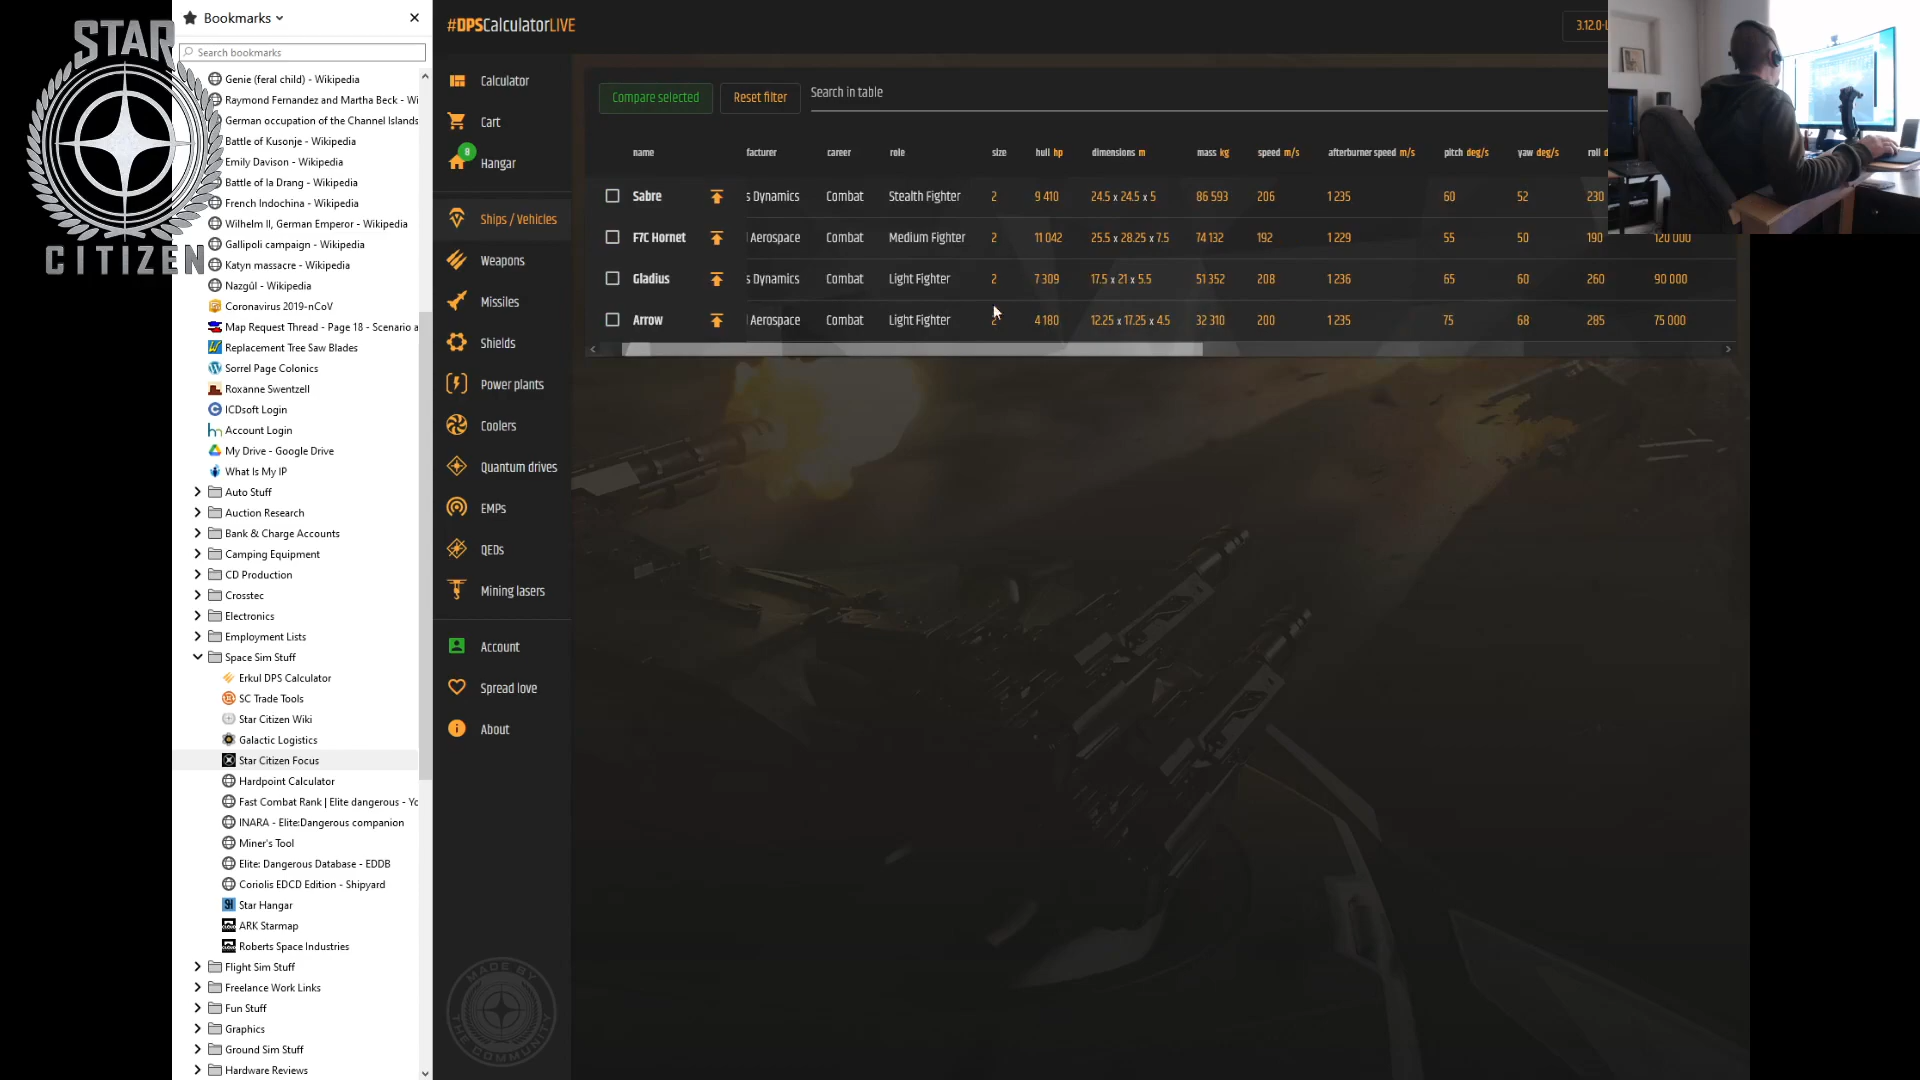 STAR
CITIZEN
Bookmarks
Search bookmarks
Genie (feral child) - Wikipedia
Raymond Fernandez and Martha Beck - Wi
German occupation of the Channel Islands
Battle of Kusonje - Wikipedia
Emily Davison - Wikipedia
Battle of Ia Drang - Wikipedia
French Indochina - Wikipedia
Wilhelm II, German Emperor - Wikipedia
Gallipoli campaign - Wikipedia
Katyn massacre - Wikipedia
Nazgûl - Wikipedia
Coronavirus 2019-nCoV
Map Request Thread - Page 18 - Scenario a
Replacement Tree Saw Blades
Sorrel Page Colonics
Roxanne Swentzell
ICDsoft Login
Account Login
My Drive - Google Drive
What Is My IP
Auto Stuff
Auction Research
Bank & Charge Accounts
Camping Equipment
CD Production
Crosstec
Electronics
Employment Lists
Space Sim Stuff
Erkul DPS Calculator
SC Trade Tools
Star Citizen Wiki
Galactic Logistics
Star Citizen Focus
Hardpoint Calculator
Fast Combat Rank | Elite dangerous - Yo
INARA - Elite:Dangerous companion
Miner's Tool
Elite: Dangerous Database - EDDB
Coriolis EDCD Edition - Shipyard
Star Hangar
ARK Starmap
Roberts Space Industries
Flight Sim Stuff
Freelance Work Links
Fun Stuff
Graphics
Ground Sim Stuff
Hardware Reviews
#DPSCalculatorLIVE
Calculator
Cart
8
Hangar
Ships / Vehicles
Weapons
Missiles
Shields
Power plants
Coolers
Quantum drives
EMPs
QEDs
Mining lasers
Account
Spread love
About
MADE BY
THE COMMUNITY
3.12.0-L
Compare selected Reset filter Search in table
name facturer career role size hull hp dimensions m mass kg speed m/s afterburner speed m/s pitch deg/s yaw deg/s roll d
Sabre s Dynamics Combat Stealth Fighter 2 9 410 24.5 x 24.5 x 5 86 593 206 1 235 60 52 230
F7C Hornet l Aerospace Combat Medium Fighter 2 11 042 25.5 x 28.25 x 7.5 74 132 192 1 229 55 50 190 120 000
Gladius s Dynamics Combat Light Fighter 2 7 309 17.5 x 21 x 5.5 51 352 208 1 236 65 60 260 90 000
Arrow l Aerospace Combat Light Fighter 2 4 180 12.25 x 17.25 x 4.5 32 310 200 1 235 75 68 285 75 000